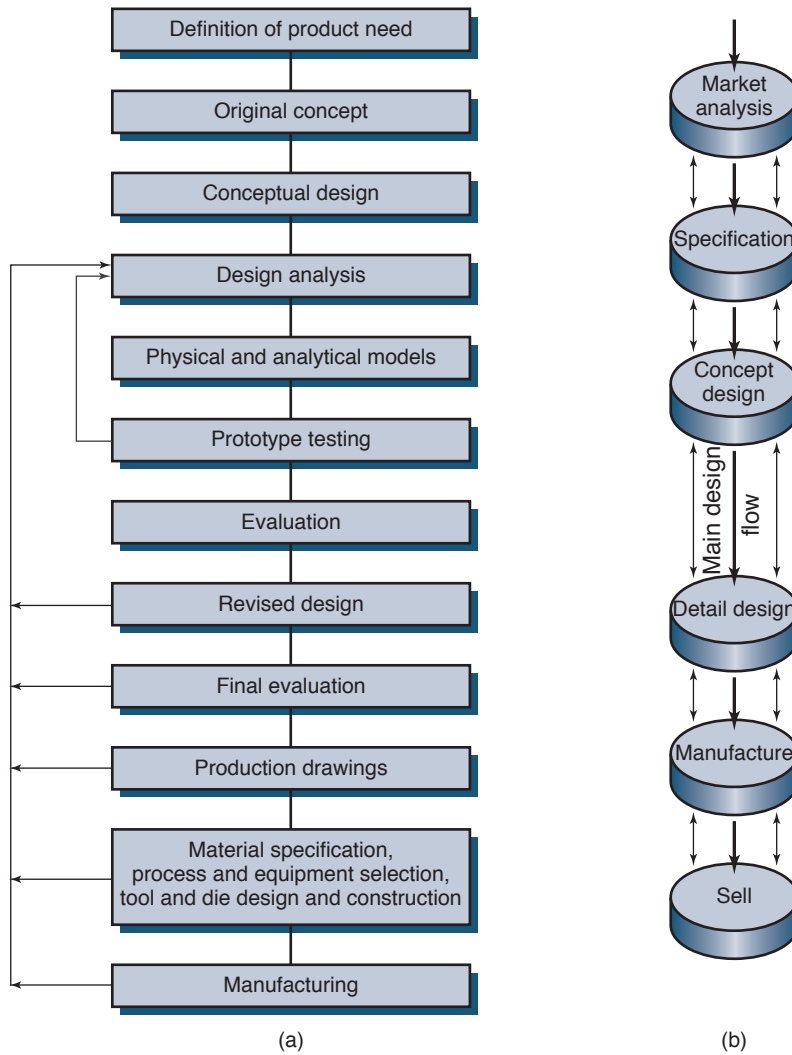 Definition of product need
Original concept
Conceptual design
Design analysis
Physical and analytical models
Prototype testing
Evaluation
Revised design
Final evaluation
Production drawings
Material specification,
process and equipment selection,
tool and die design and construction
Manufacturing
(a)
Market
analysis
Specification
Concept
design
Main design
flow
Detail design
Manufacture
Sell
(b)